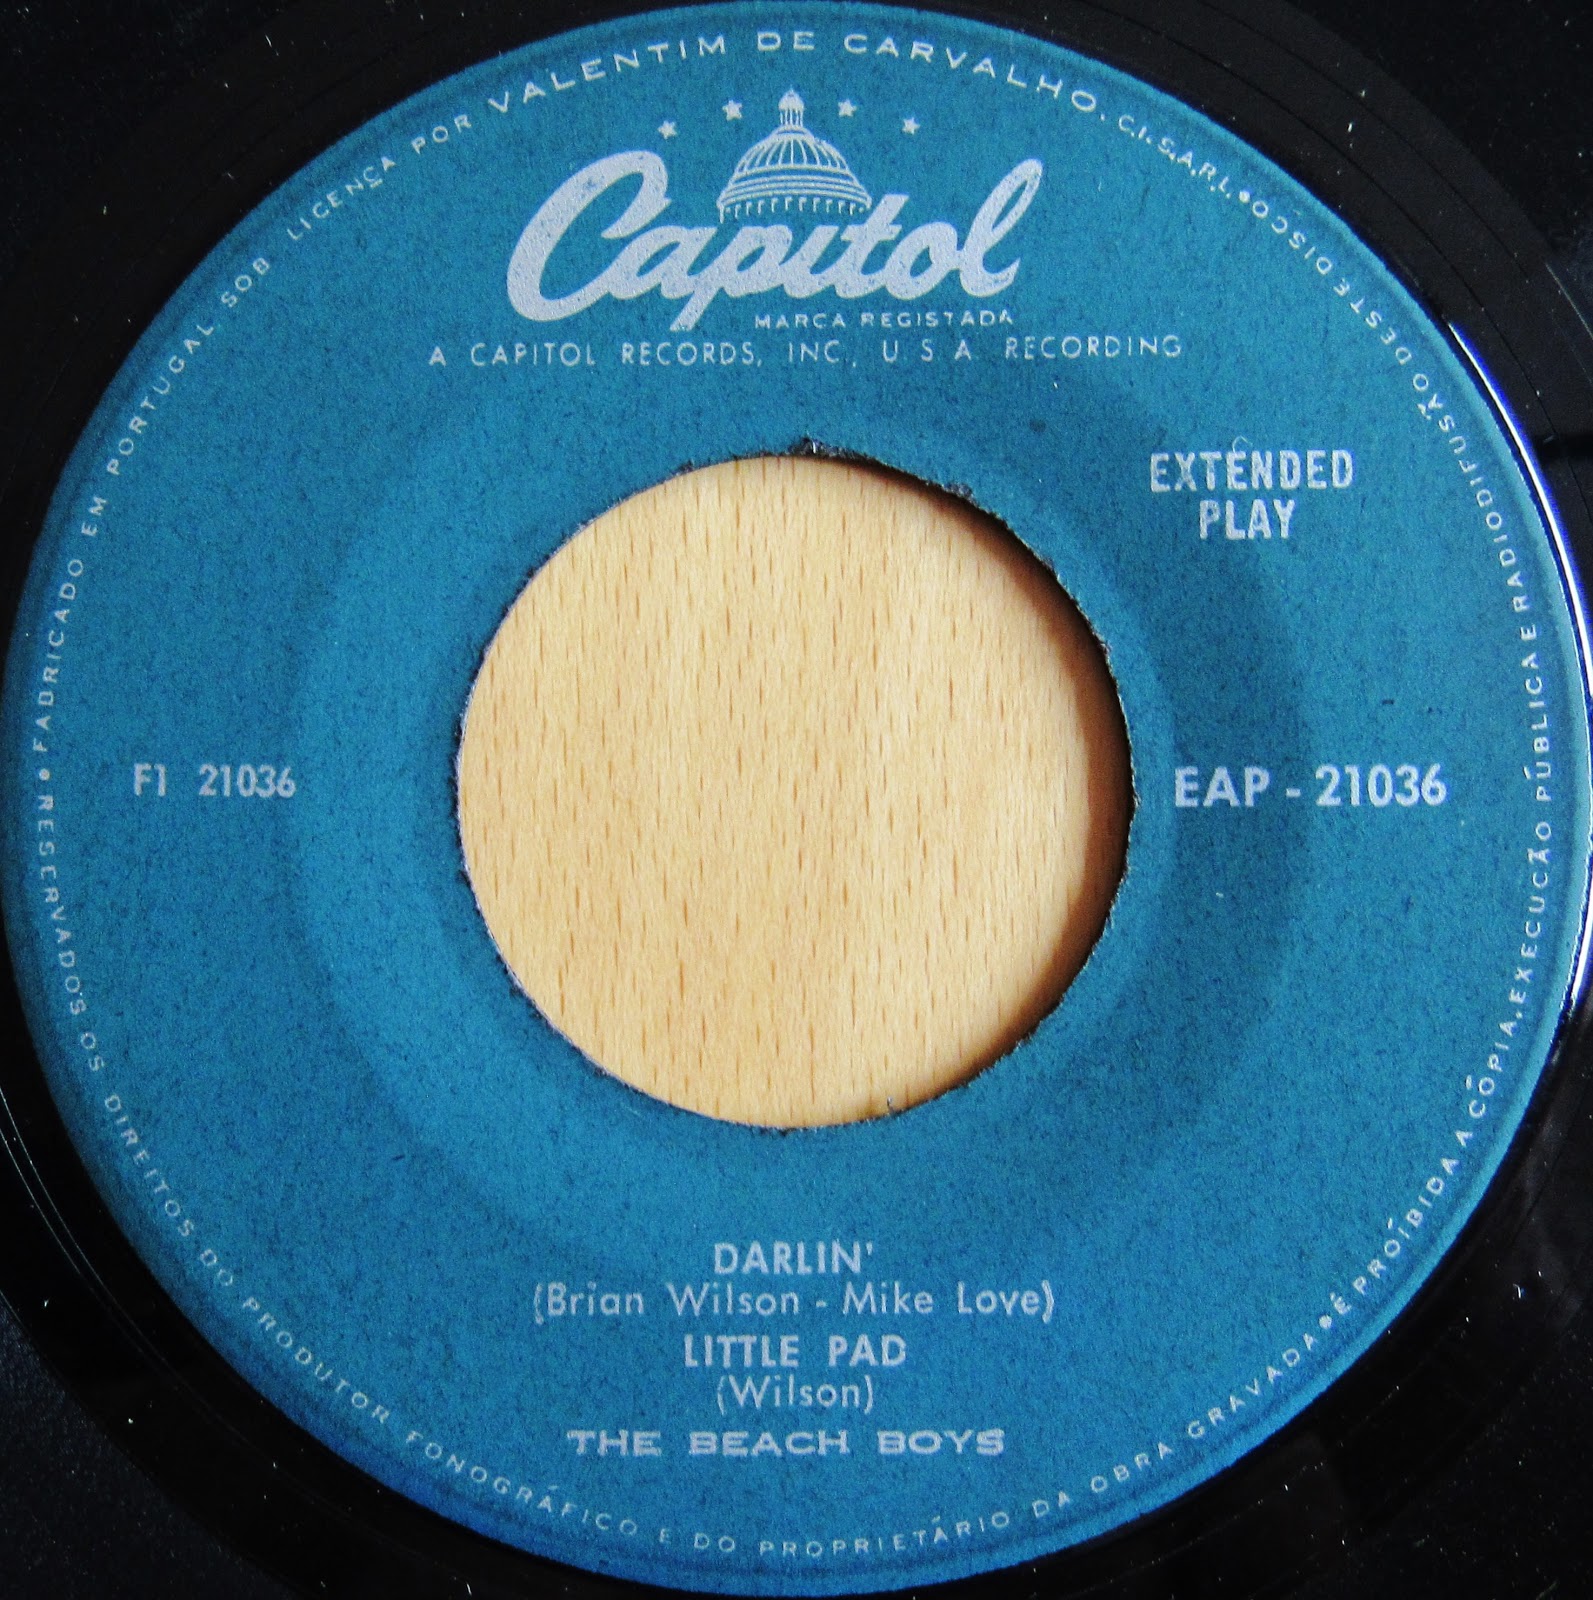 FABRICADO EM PORTUGAL SOB LICENÇA POR VALENTIM DE CARVALHO, C.I.S.A.R.L. •
É PROÍBIDA A CÓPIA, EXECUÇÃO PÚBLICA E RADIODIFUSÃO DESTE DISCO •
RESERVADOS OS DIREITOS DO PRODUTOR FONOGRÁFICO E DO PROPRIETÁRIO DA OBRA GRAVADA •
Capitol
MARCA REGISTADA
A CAPITOL RECORDS, INC., U S A RECORDING
EXTENDED
PLAY
F1 21036
EAP - 21036
DARLIN'
(Brian Wilson - Mike Love)
LITTLE PAD
(Wilson)
THE BEACH BOYS